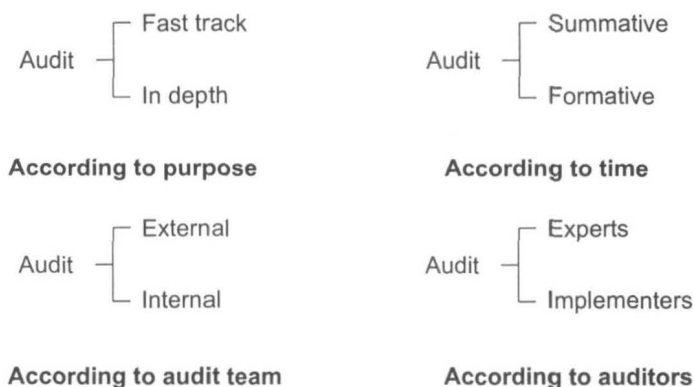 Fast track
Audit
In depth
According to purpose
Summative
Audit
Formative
According to time
External
Audit
Internal
According to audit team
Experts
Audit
Implementers
According to auditors